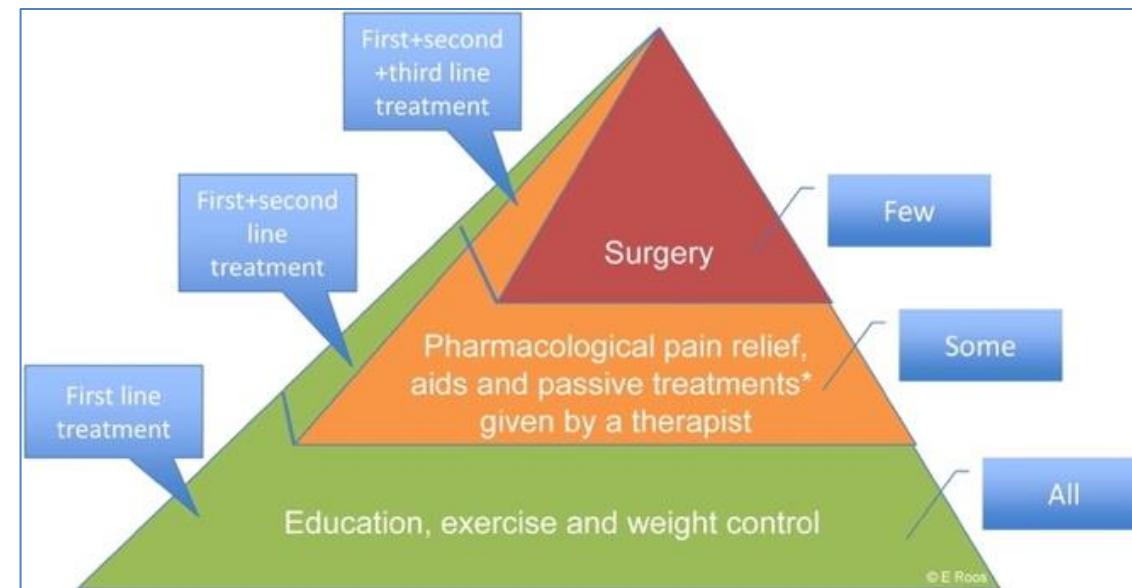 First+second
+third line
treatment
First+second
line
treatment
First line
treatment
Surgery
Few
Pharmacological pain relief,
aids and passive treatments*
given by a therapist
Some
Education, exercise and weight control
All
© E Roos